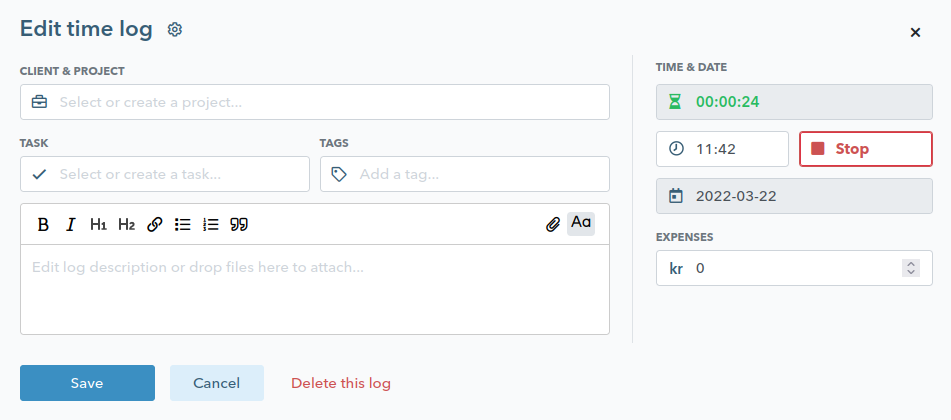 Edit time log
CLIENT & PROJECT
Select or create a project...
TASK
Select or create a task...
TAGS
Add a tag...
B I H1 H2 Aa
Edit log description or drop files here to attach...
Save Cancel Delete this log
TIME & DATE
00:00:24
11:42 Stop
2022-03-22
EXPENSES
kr 0